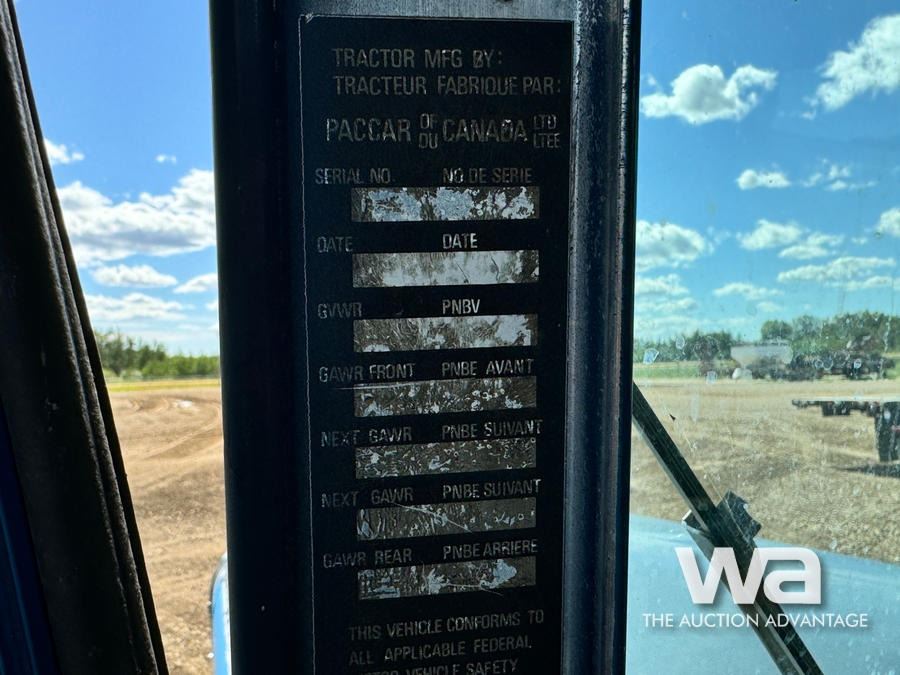 TRACTOR MFG BY:
TRACTEUR FABRIQUE PAR:
PACCAR OF DU CANADA LTD LTEE
SERIAL NO. NO DE SERIE
DATE DATE
GVWR PNBV
GAWR FRONT PNBE AVANT
NEXT GAWR PNBE SUIVANT
NEXT GAWR PNBE SUIVANT
GAWR REAR PNBE ARRIERE
THIS VEHICLE CONFORMS TO
ALL APPLICABLE FEDERAL
VEHICLE SAFETY
wa
THE AUCTION ADVANTAGE